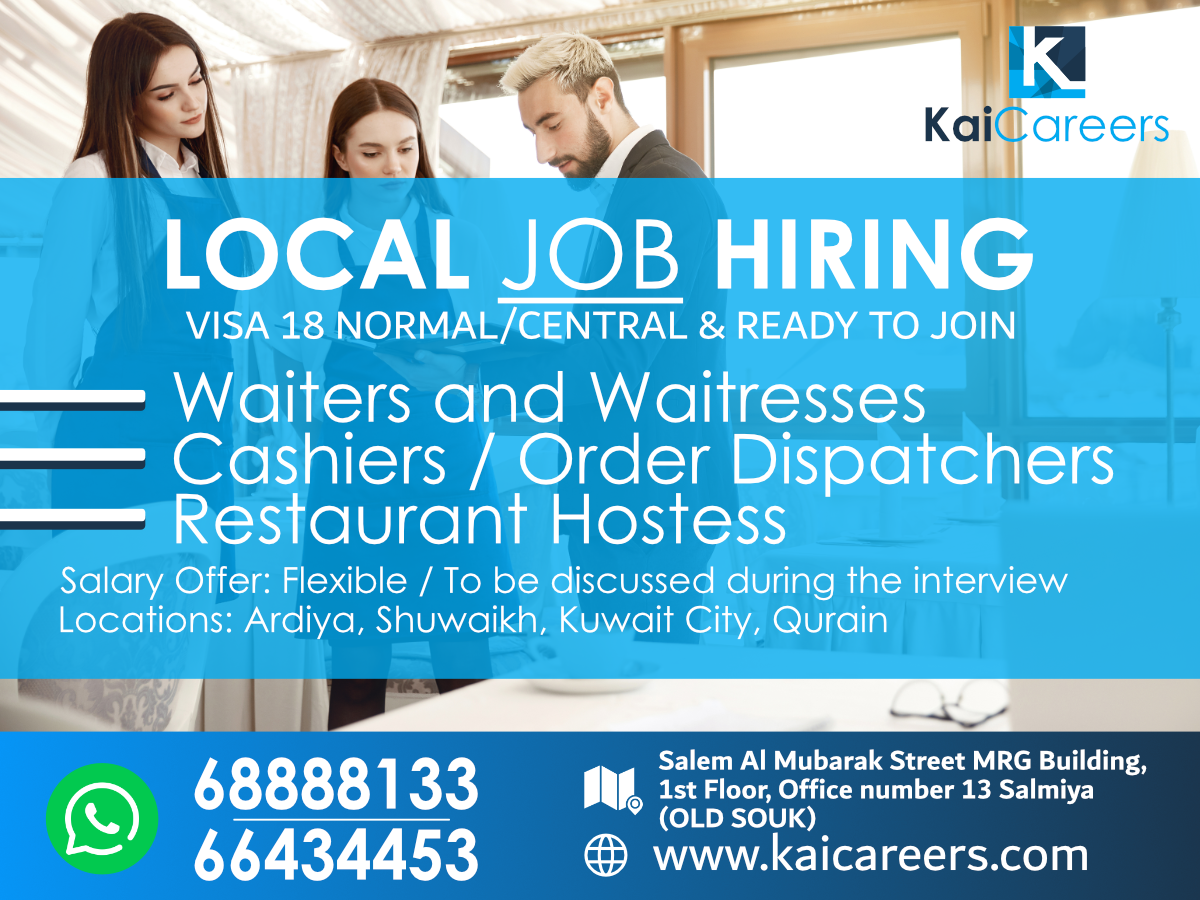 K
KaiCareers
LOCAL JOB HIRING
VISA 18 NORMAL/CENTRAL & READY TO JOIN
Waiters and Waitresses
Cashiers / Order Dispatchers
Restaurant Hostess
Salary Offer: Flexible / To be discussed during the interview
Locations: Ardiya, Shuwaikh, Kuwait City, Qurain
68888133
66434453
Salem Al Mubarak Street MRG Building,
1st Floor, Office number 13 Salmiya
(OLD SOUK)
www.kaicareers.com